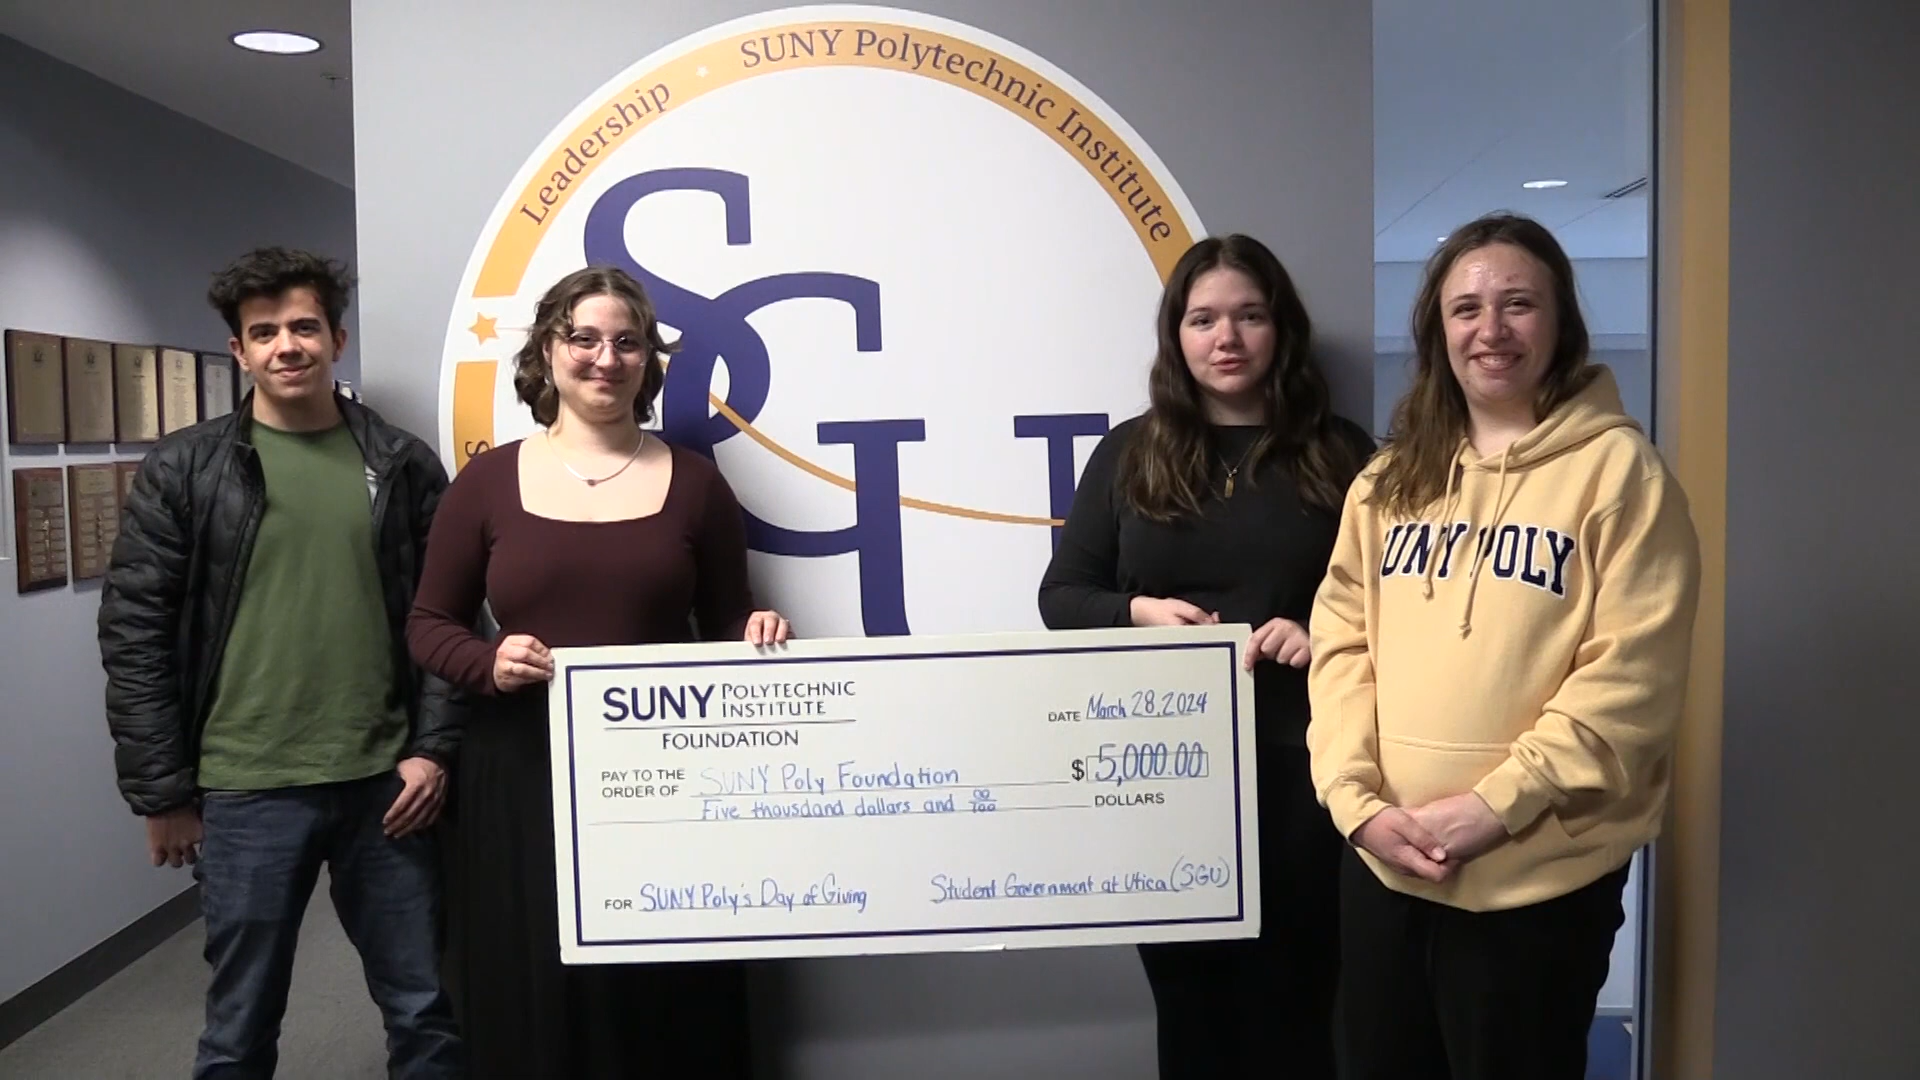 Leadership
SUNY Polytechnic Institute
S
SGU
SUNY POLY
SUNY POLYTECHNIC
INSTITUTE
FOUNDATION
DATE March 28, 2024
PAY TO THE
ORDER OF SUNY Poly Foundation $ 5,000.00
Five thousdand dollars and 00/100 DOLLARS
FOR SUNY Poly's Day of Giving Student Government at Utica (SGU)